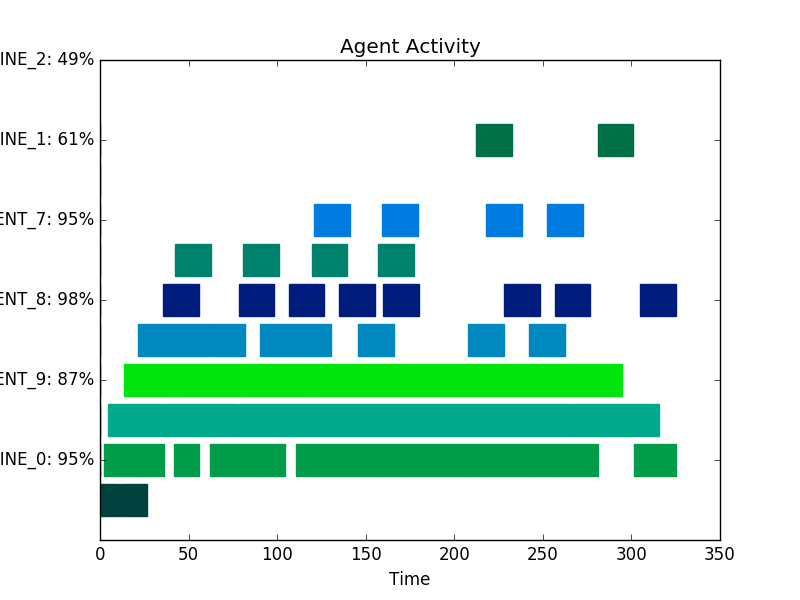 Agent Activity
INE_2: 49%
INE_1: 61%
ENT_7: 95%
ENT_8: 98%
ENT_9: 87%
INE_0: 95%
0 50 100 150 200 250 300 350
Time